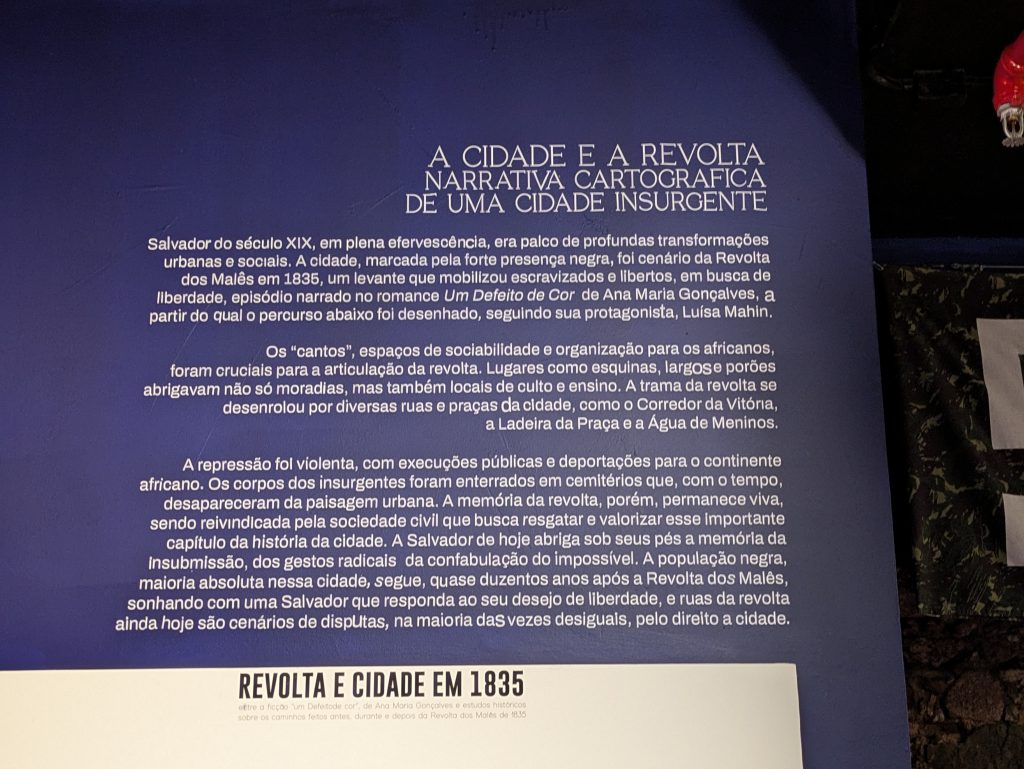 A CIDADE E A REVOLTA
NARRATIVA CARTOGRAFICA
DE UMA CIDADE INSURGENTE
Salvador do século XIX, em plena efervescência, era palco de profundas transformações
urbanas e sociais. A cidade, marcada pela forte presença negra, foi cenário da Revolta
dos Malês em 1835, um levante que mobilizou escravizados e libertos, em busca de
liberdade, episódio narrado no romance Um Defeito de Cor de Ana Maria Gonçalves, a
partir do qual o percurso abaixo foi desenhado, seguindo sua protagonista, Luísa Mahin.
Os “cantos”, espaços de sociabilidade e organização para os africanos,
foram cruciais para a articulação da revolta. Lugares como esquinas, largos e porões
abrigavam não só moradias, mas também locais de culto e ensino. A trama da revolta se
desenrolou por diversas ruas e praças da cidade, como o Corredor da Vitória,
a Ladeira da Praça e a Água de Meninos.
A repressão foi violenta, com execuções públicas e deportações para o continente
africano. Os corpos dos insurgentes foram enterrados em cemitérios que, com o tempo,
desapareceram da paisagem urbana. A memória da revolta, porém, permanece viva,
sendo reivindicada pela sociedade civil que busca resgatar e valorizar esse importante
capítulo da história da cidade. A Salvador de hoje abriga sob seus pés a memória da
insubmissão, dos gestos radicais da confabulação do impossível. A população negra,
maioria absoluta nessa cidade, segue, quase duzentos anos após a Revolta dos Malês,
sonhando com uma Salvador que responda ao seu desejo de liberdade, e ruas da revolta
ainda hoje são cenários de disputas, na maioria das vezes desiguais, pelo direito a cidade.
REVOLTA E CIDADE EM 1835
entre a ficção "um Defeitode cor", de Ana Maria Gonçalves e estudos históricos
sobre os caminhos feitos antes, durante e depois da Revolta dos Malês de 1835